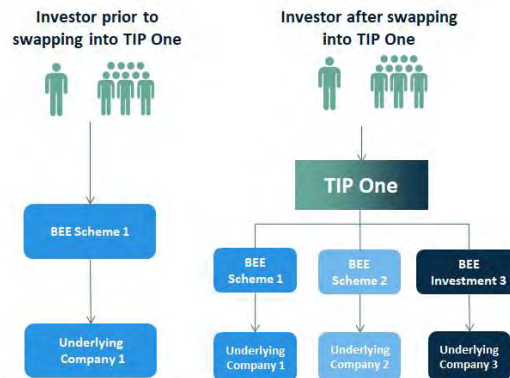 Investor prior to
swapping into TIP One
BEE Scheme 1
Underlying
Company 1
Investor after swapping
into TIP One
TIP One
BEE
Scheme 1
BEE
Scheme 2
BEE
Investment 3
Underlying
Company 1
Underlying
Company 2
Underlying
Company 3